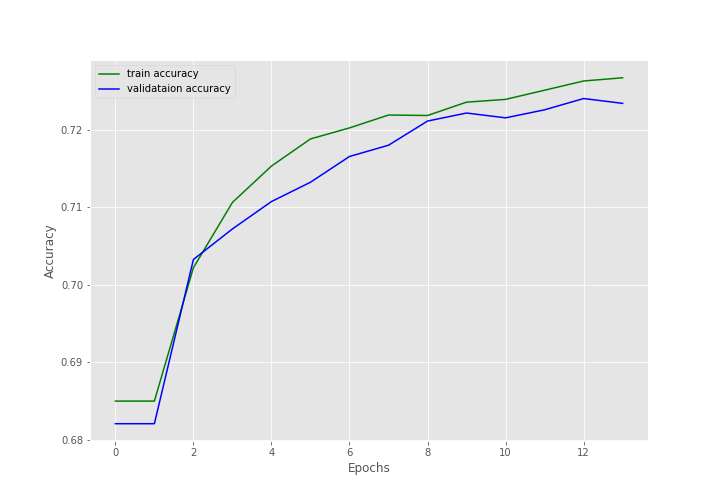 train accuracy
validataion accuracy
0.72
0.71
0.70
0.69
0.68
Accuracy
0 2 4 6 8 10 12
Epochs